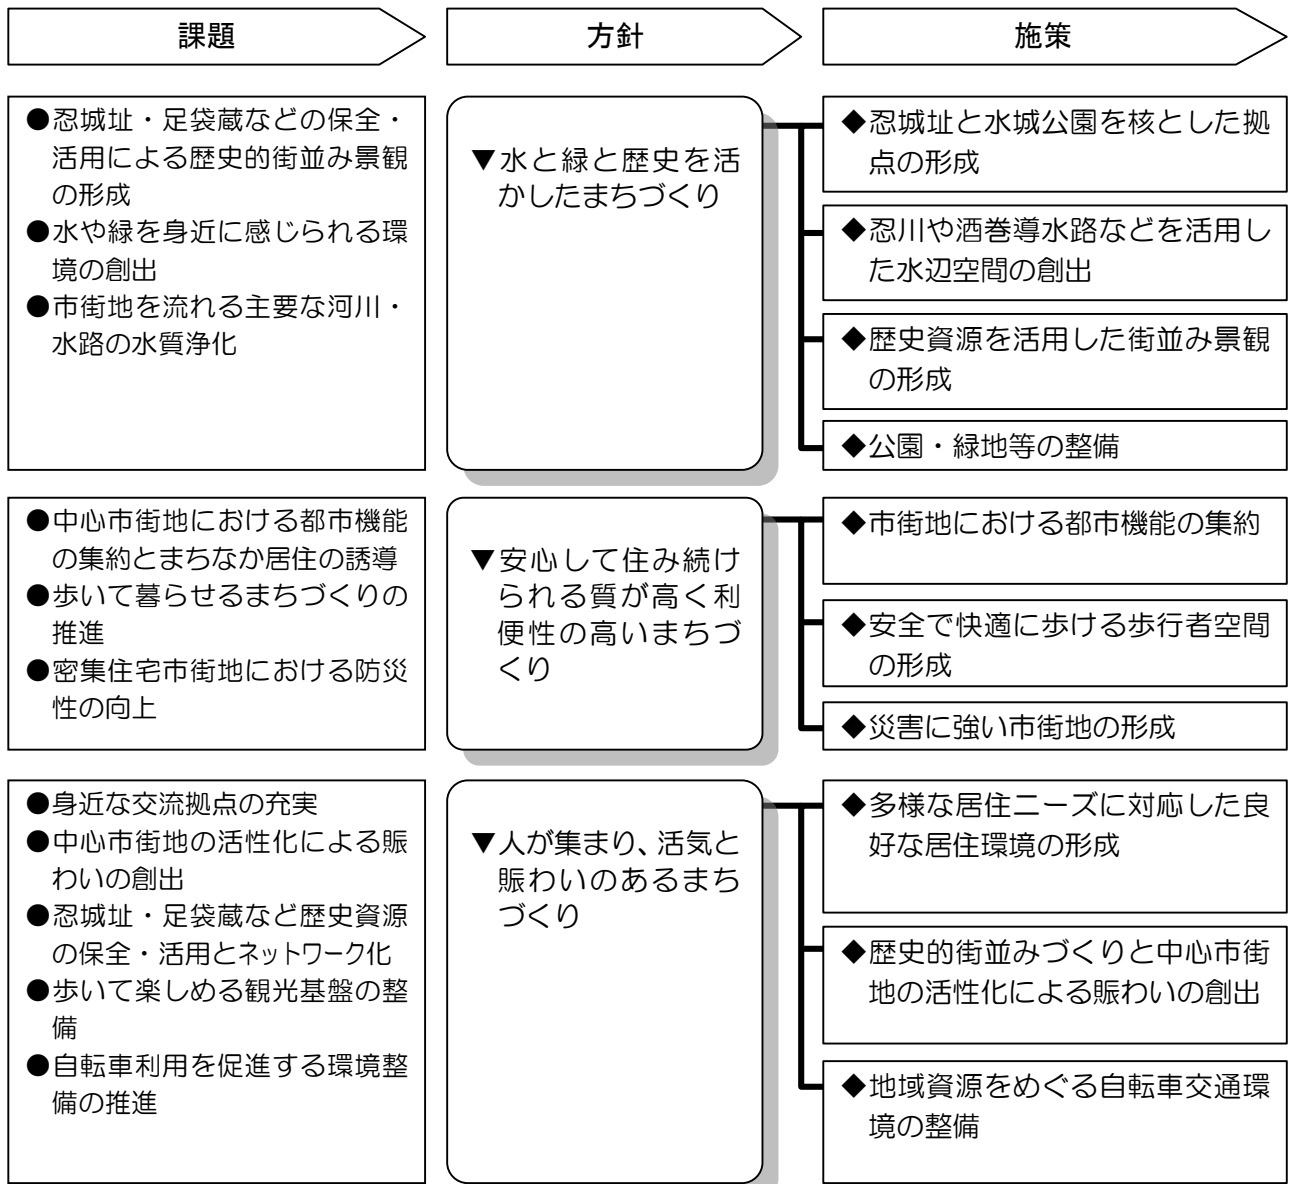 課題
方針
施策
●忍城址・足袋蔵などの保全・
活用による歴史的街並み景観
の形成
●水や緑を身近に感じられる環
境の創出
●市街地を流れる主要な河川・
水路の水質浄化
▼水と緑と歴史を活
かしたまちづくり
◆忍城址と水城公園を核とした拠
点の形成
◆忍川や酒巻導水路などを活用し
た水辺空間の創出
◆歴史資源を活用した街並み景観
の形成
◆公園・緑地等の整備
●中心市街地における都市機能
の集約とまちなか居住の誘導
●歩いて暮らせるまちづくりの
推進
●密集住宅市街地における防災
性の向上
▼安心して住み続け
られる質が高く利
便性の高いまちづ
くり
◆市街地における都市機能の集約
◆安全で快適に歩ける歩行者空間
の形成
◆災害に強い市街地の形成
●身近な交流拠点の充実
●中心市街地の活性化による賑
わいの創出
●忍城址・足袋蔵など歴史資源
の保全・活用とネットワーク化
●歩いて楽しめる観光基盤の整
備
●自転車利用を促進する環境整
備の推進
▼人が集まり、活気と
賑わいのあるまち
づくり
◆多様な居住ニーズに対応した良
好な居住環境の形成
◆歴史的街並みづくりと中心市街
地の活性化による賑わいの創出
◆地域資源をめぐる自転車交通環
境の整備